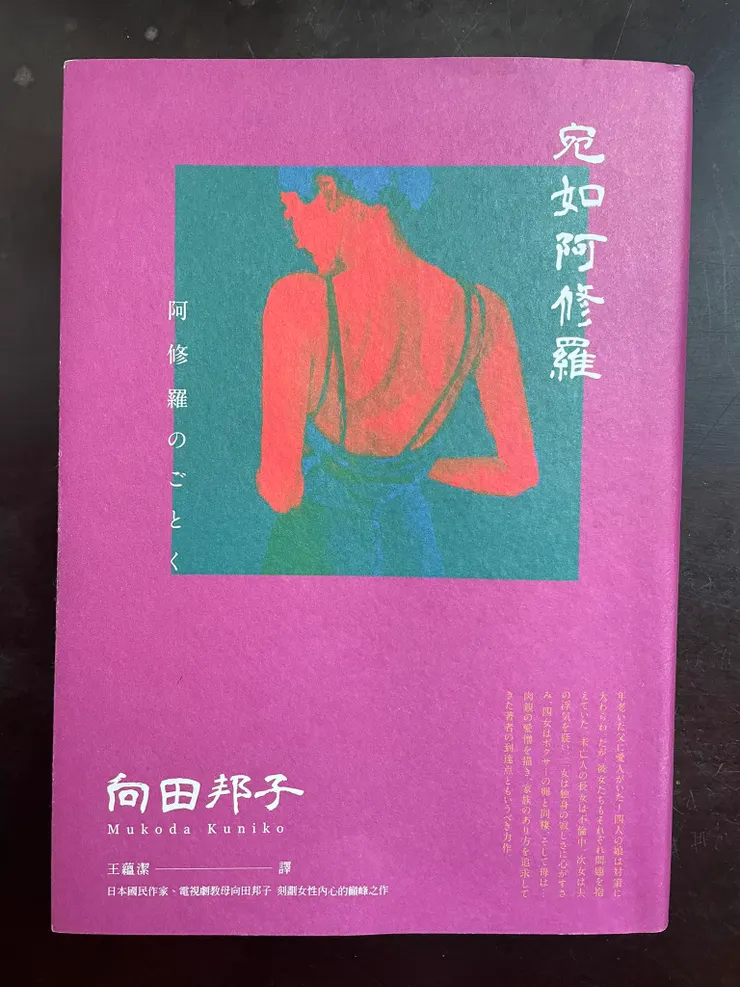 宛如阿修羅
阿修羅のごとく
年老いた父に愛人がいた!四人の娘は対策に
大わらわ。だが、彼女たちもそれぞれ問題を抱
えていた。未亡人の長女は不倫中、次女は夫
の浮気を疑い、三女は独身の寂しさに心がすさ
み、四女はボクサーの卵と同棲、そして母は…
肉親の愛憎を描き、家族のあり方を追求して
きた著者の到達点ともいうべき力作
向田邦子
Mukoda Kuniko
王蘊潔 ———— 譯
日本國民作家、電視劇教母向田邦子 刻劃女性內心的巔峰之作